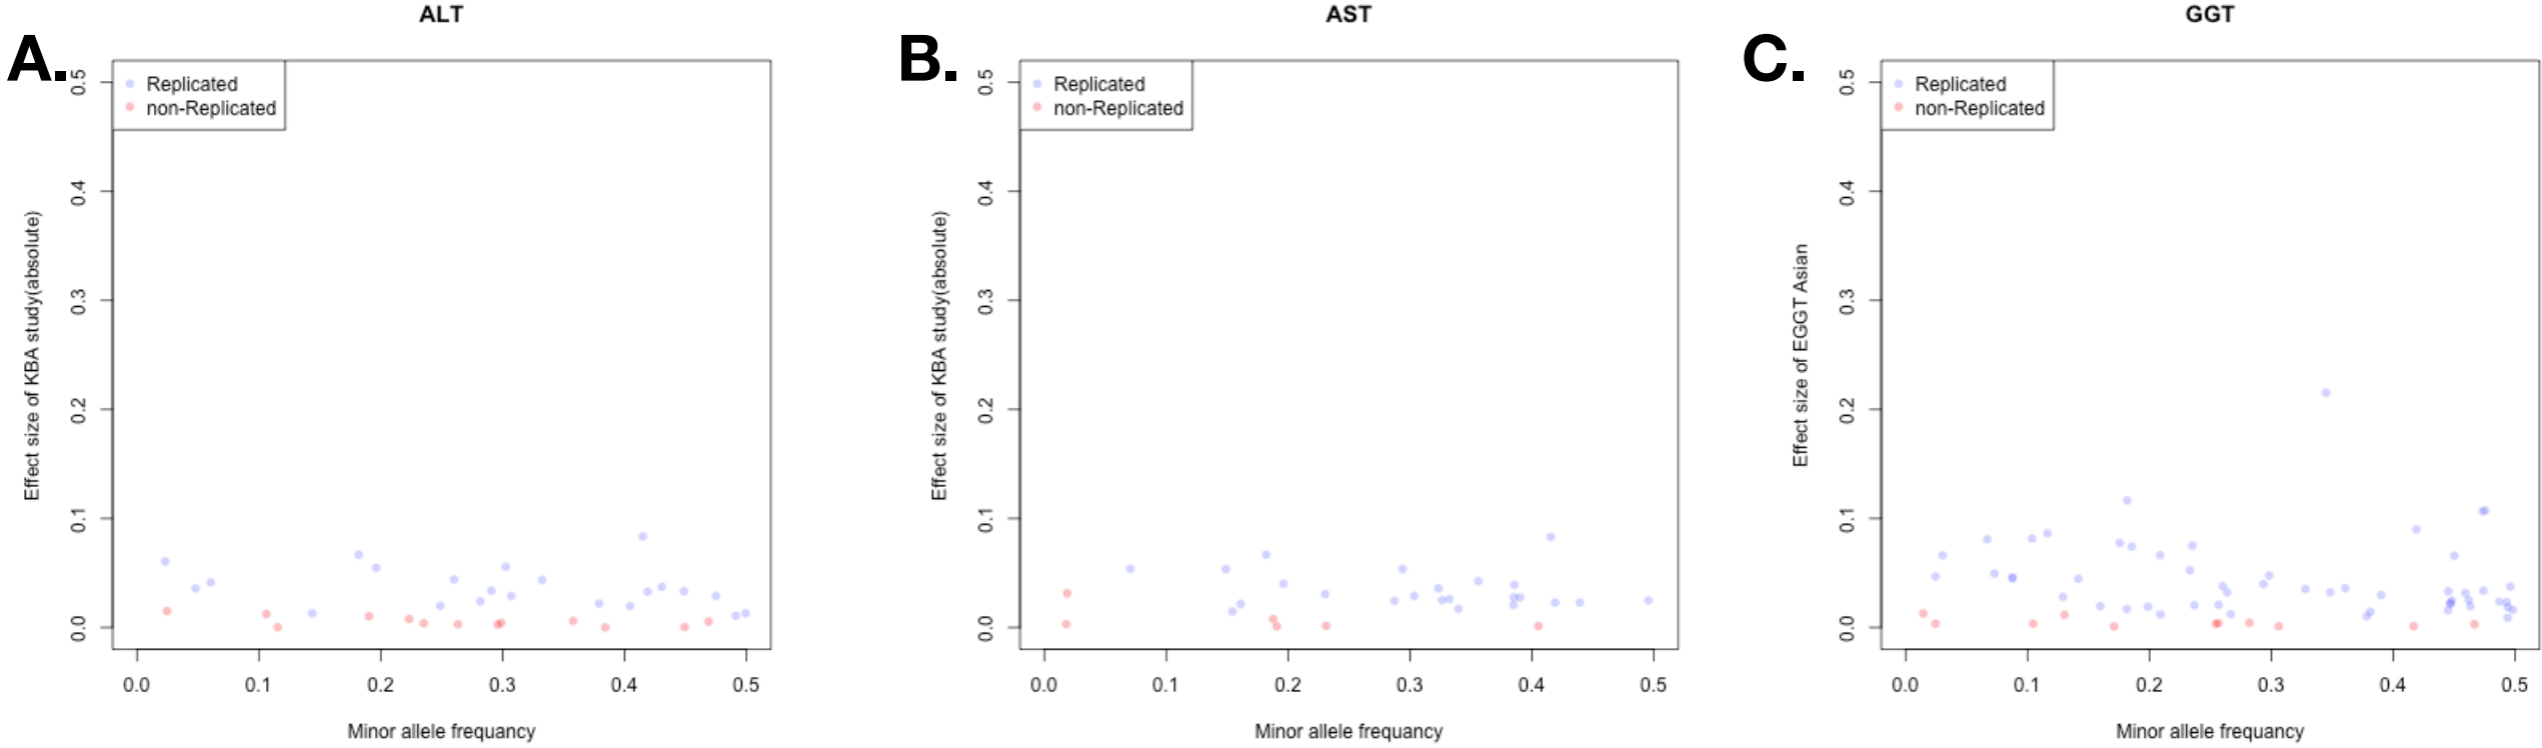 A.
ALT
Replicated
non-Replicated
Effect size of KBA study(absolute)
0.5
0.4
0.3
0.2
0.1
0.0
0.0 0.1 0.2 0.3 0.4 0.5
Minor allele frequancy
B.
AST
Replicated
non-Replicated
Effect size of KBA study(absolute)
0.5
0.4
0.3
0.2
0.1
0.0
0.0 0.1 0.2 0.3 0.4 0.5
Minor allele frequancy
C.
GGT
Replicated
non-Replicated
Effect size of EGGT Asian
0.5
0.4
0.3
0.2
0.1
0.0
0.0 0.1 0.2 0.3 0.4 0.5
Minor allele frequancy